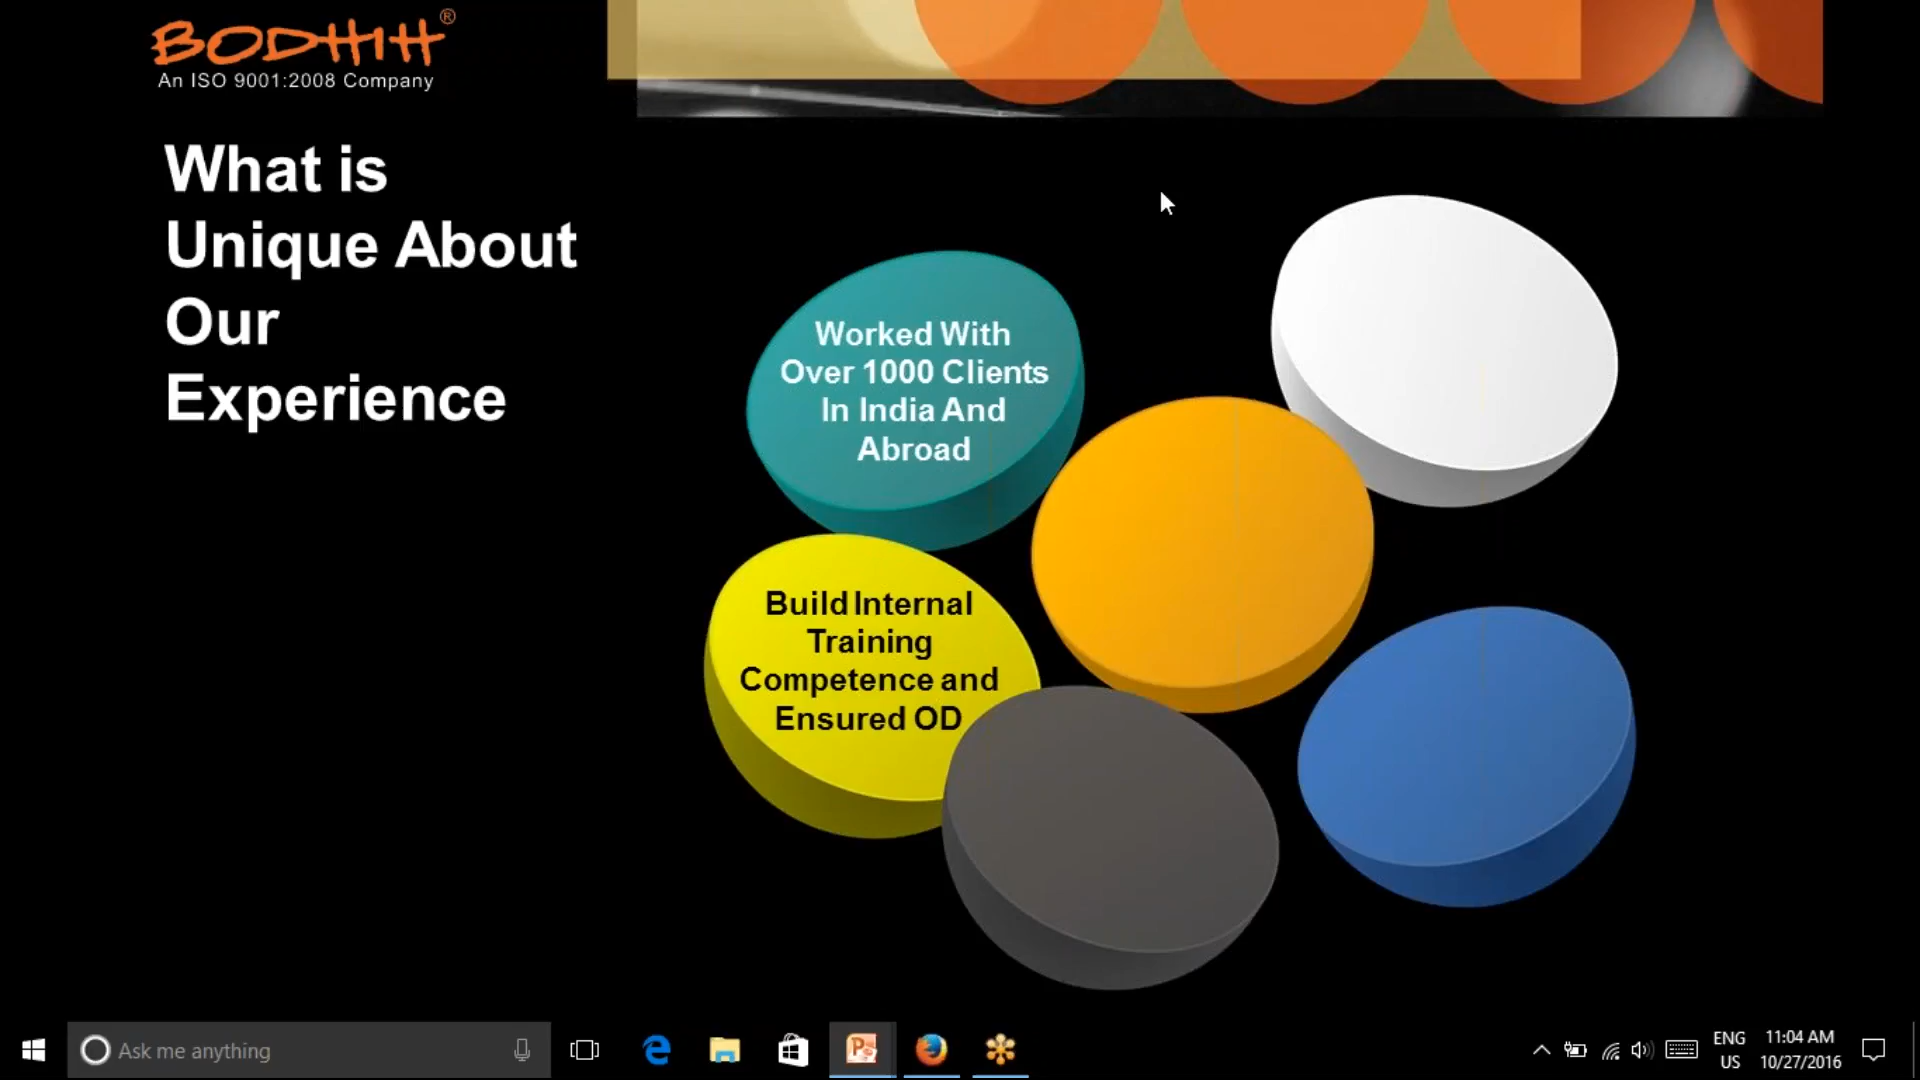 BODHIH®
An ISO 9001:2008 Company
What is
Unique About
Our
Experience
Worked With
Over 1000 Clients
In India And
Abroad
Build Internal
Training
Competence and
Ensured OD
Ask me anything
ENG
US
11:04 AM
10/27/2016